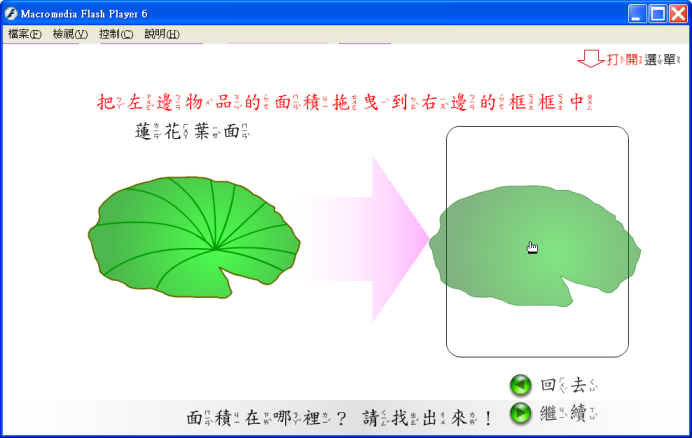 Macromedia Flash Player 6
檔案(F) 檢視(V) 控制(C) 說明(H)
打開選單
把左邊物品的面積拖曳到右邊的框框中
蓮花葉面
回去
面積在哪裡？請找出來！
繼續